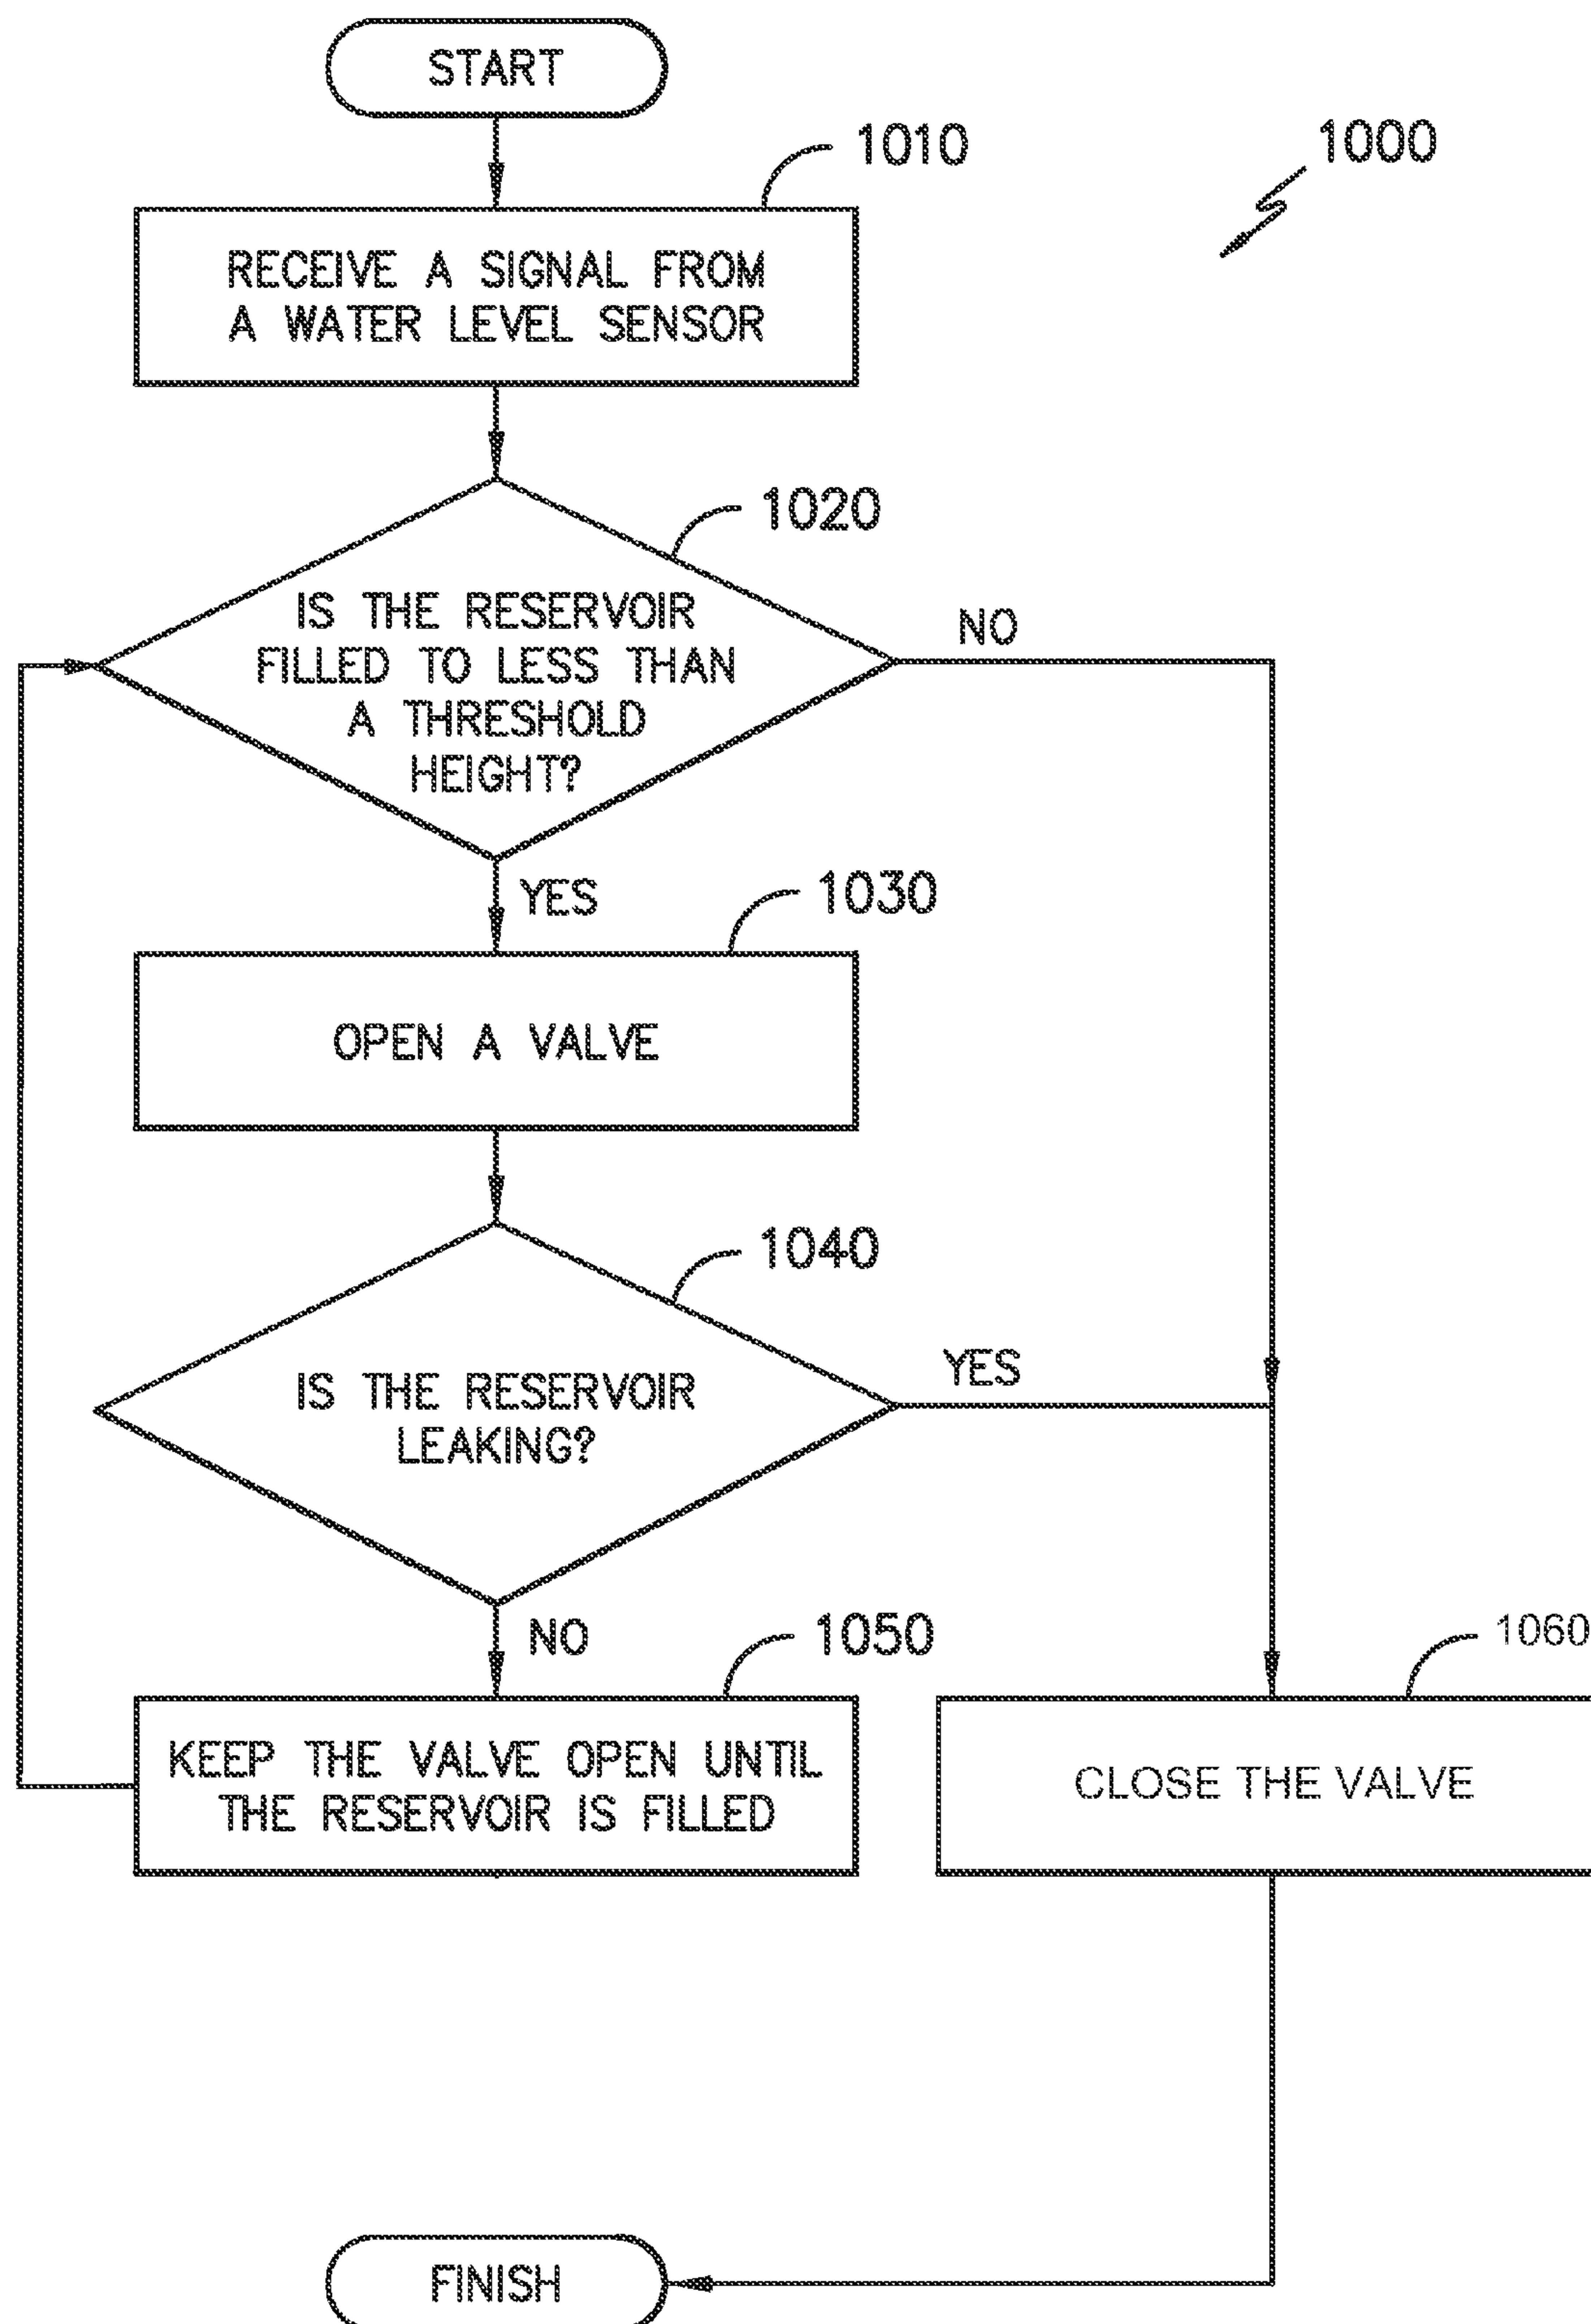 START
1010
1000
RECEIVE A SIGNAL FROM
A WATER LEVEL SENSOR
1020
IS THE RESERVOIR
FILLED TO LESS THAN
A THRESHOLD
HEIGHT?
NO
YES
1030
OPEN A VALVE
1040
IS THE RESERVOIR
LEAKING?
YES
NO
1050
1060
KEEP THE VALVE OPEN UNTIL
THE RESERVOIR IS FILLED
CLOSE THE VALVE
FINISH